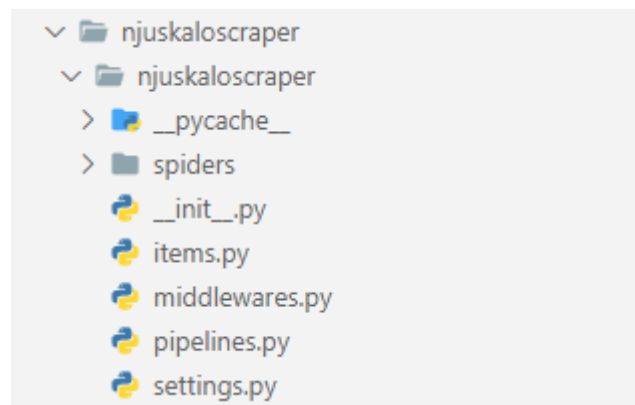 njuskaloscraper
njuskaloscraper
__pycache__
spiders
__init__.py
items.py
middlewares.py
pipelines.py
settings.py